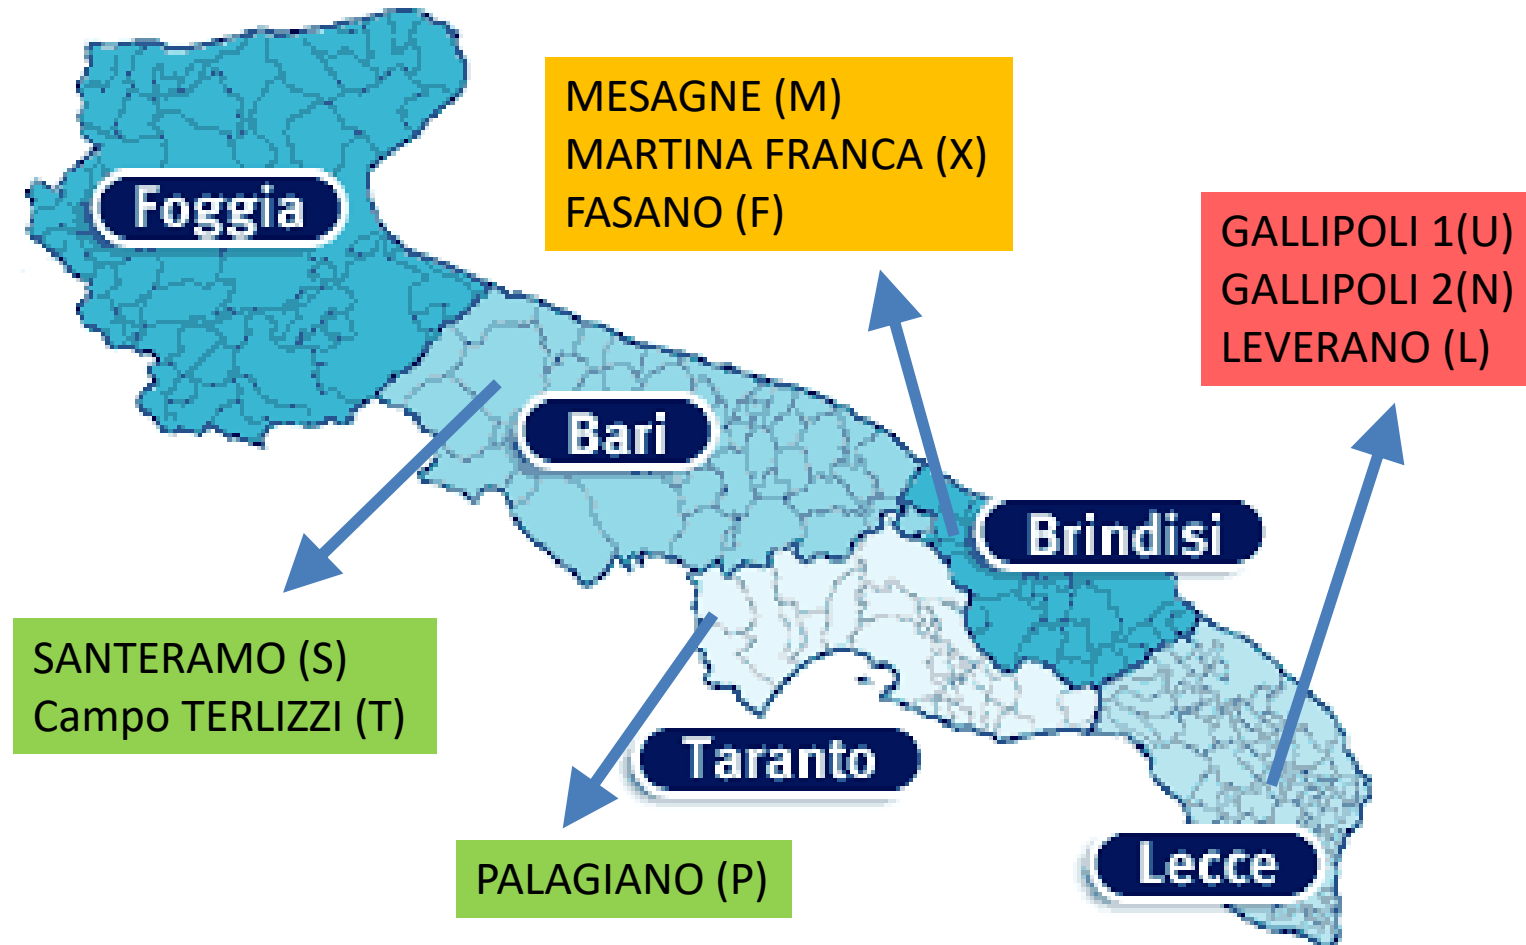 MESAGNE (M)
MARTINA FRANCA (X)
FASANO (F)
Foggia
GALLIPOLI 1(U)
GALLIPOLI 2(N)
LEVERANO (L)
Bari
Brindisi
SANTERAMO (S)
Campo TERLIZZI (T)
Taranto
PALAGIANO (P)
Lecce